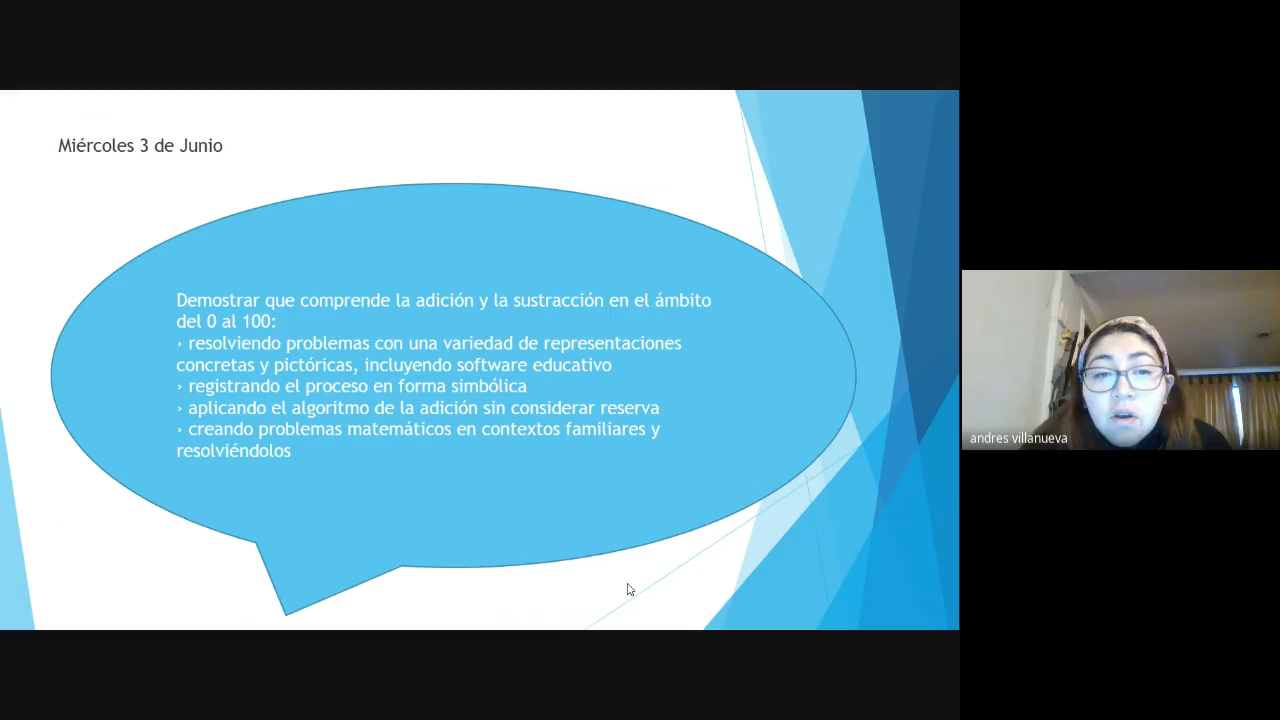 Miércoles 3 de Junio
Demostrar que comprende la adición y la sustracción en el ámbito
del 0 al 100:
› resolviendo problemas con una variedad de representaciones
concretas y pictóricas, incluyendo software educativo
› registrando el proceso en forma simbólica
› aplicando el algoritmo de la adición sin considerar reserva
› creando problemas matemáticos en contextos familiares y
resolviéndolos
andres villanueva